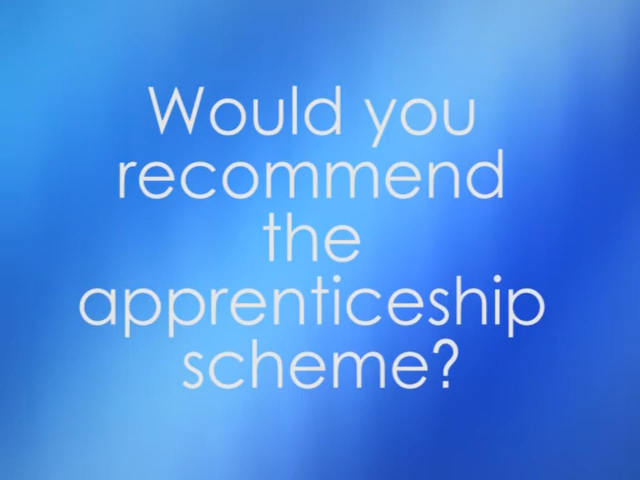 Would you
recommend
the
apprenticeship
scheme?